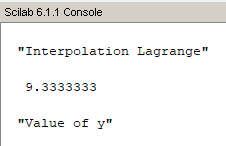 Scilab 6.1.1 Console
"Interpolation Lagrange"
9.3333333
"Value of y"